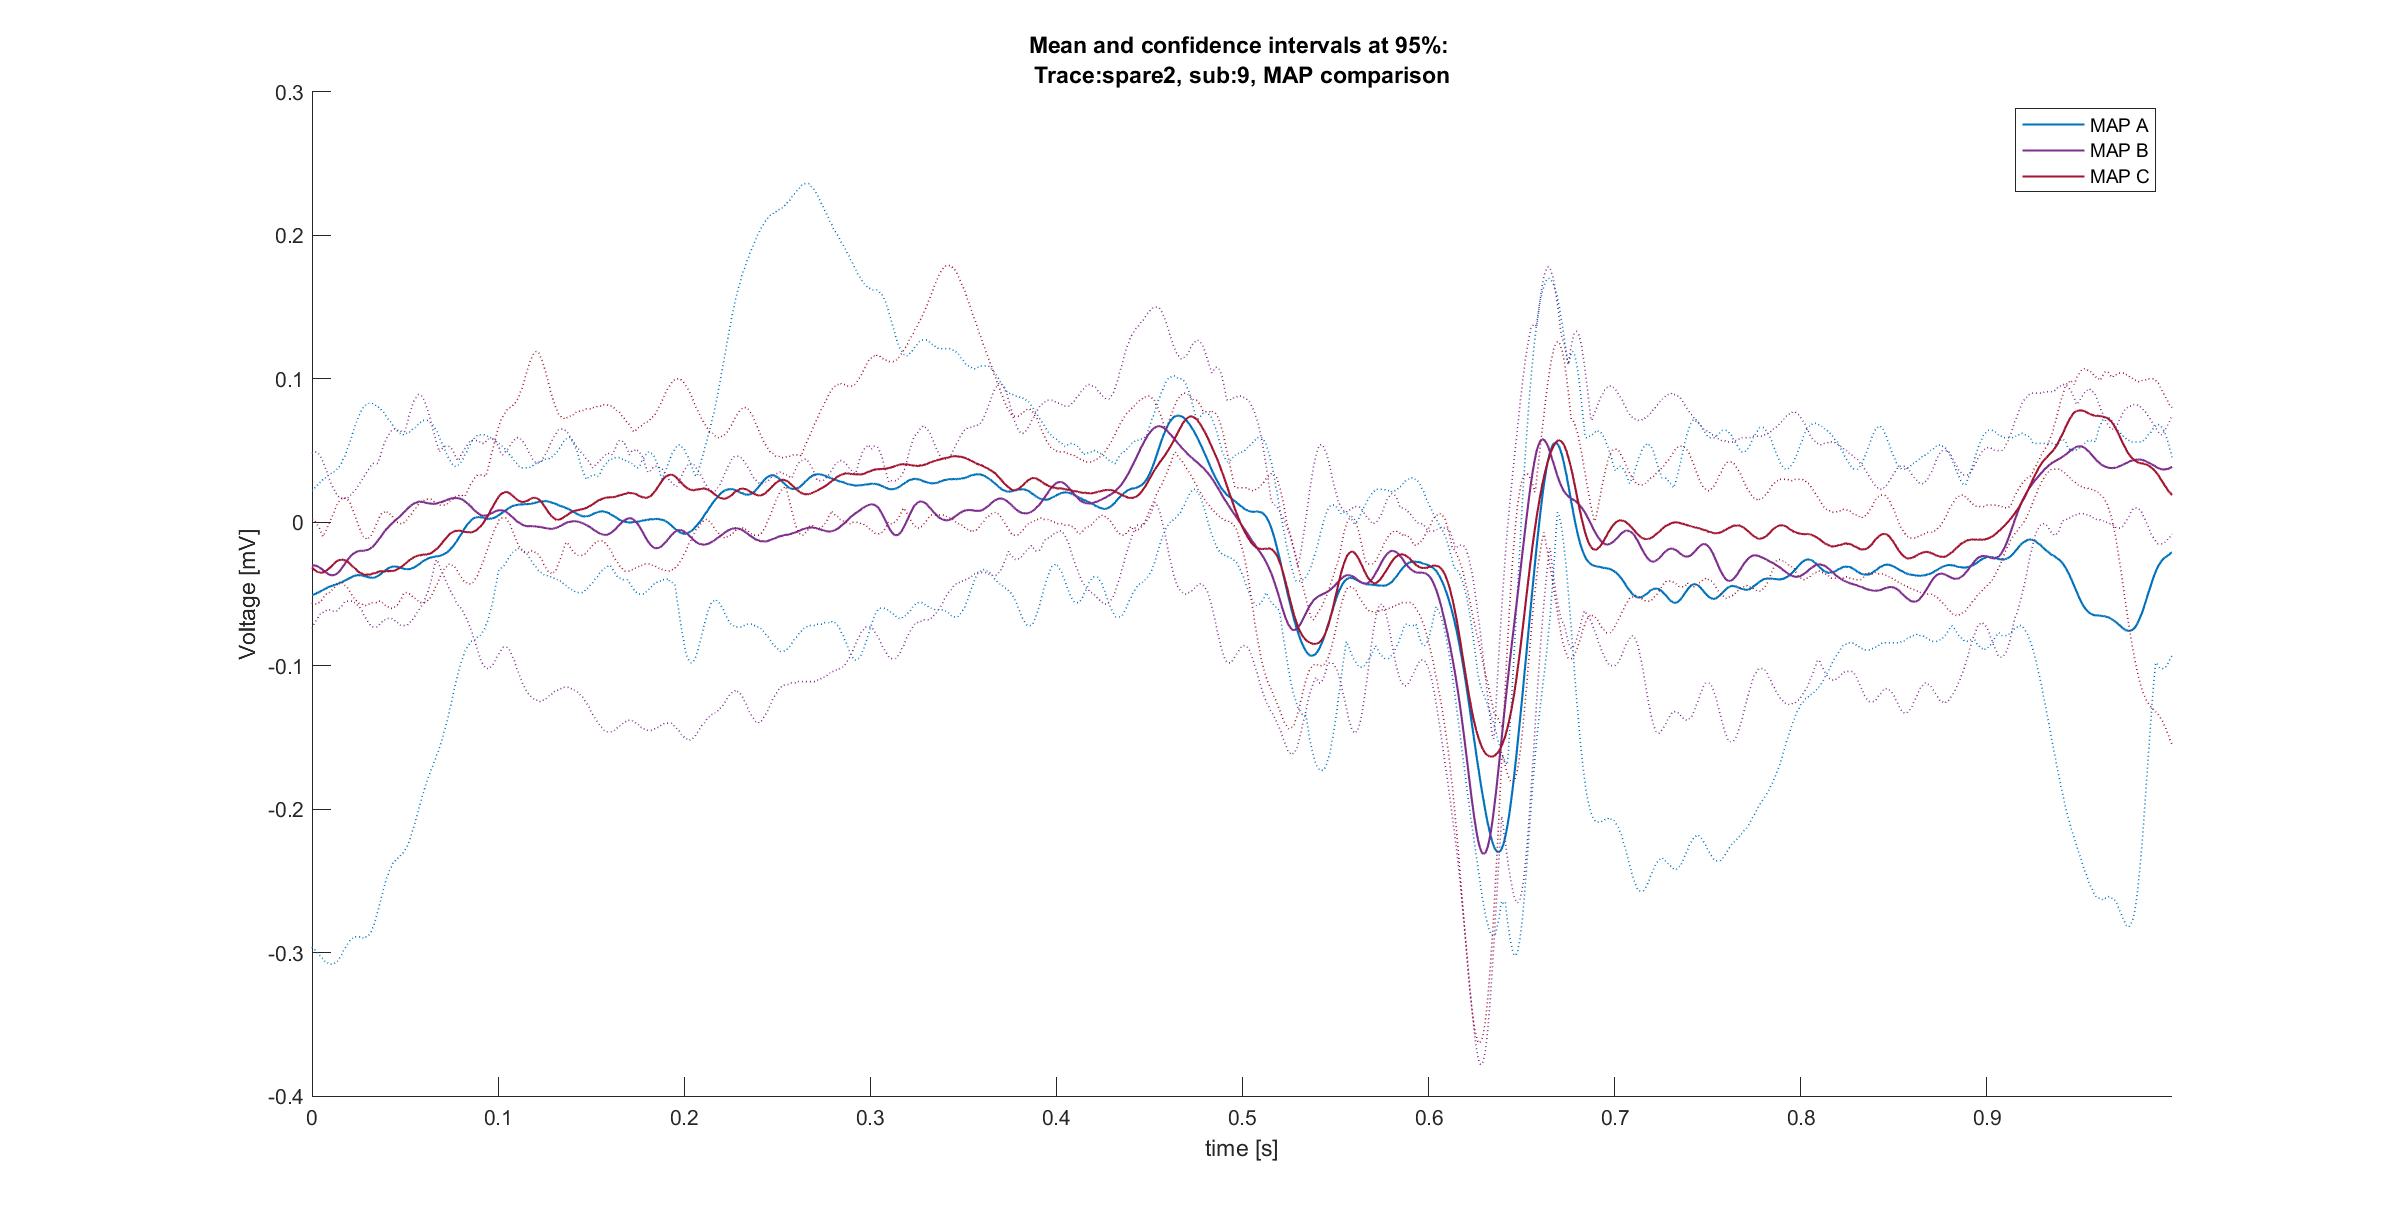 Mean and confidence intervals at 95%:
Trace:spare2, sub:9, MAP comparison
MAP A
MAP B
MAP C
0.3
0.2
0.1
0
-0.1
-0.2
-0.3
-0.4
Voltage [mV]
0
0.1
0.2
0.3
0.4
0.5
0.6
0.7
0.8
0.9
time [s]